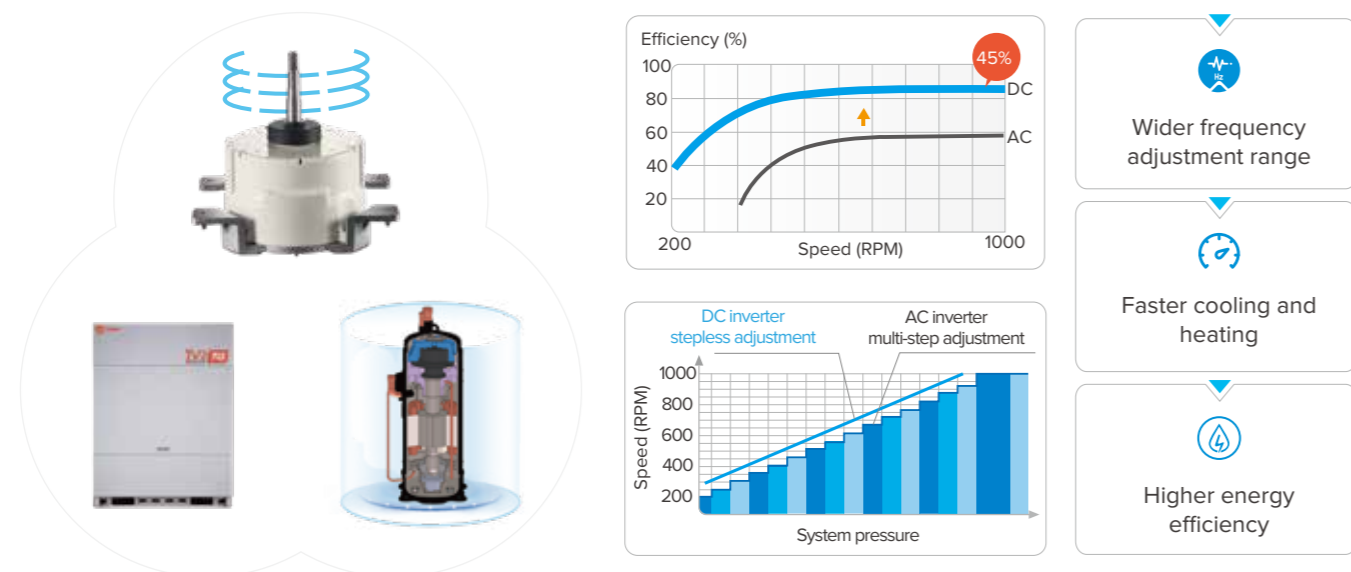 Efficiency (%)
100
80
60
40
20
45%
DC
AC
200
Speed (RPM)
1000
DC inverter
stepless adjustment
AC inverter
multi-step adjustment
1000
800
600
400
200
Speed (RPM)
System pressure
Hz
Wider frequency
adjustment range
Faster cooling and
heating
Higher energy
efficiency